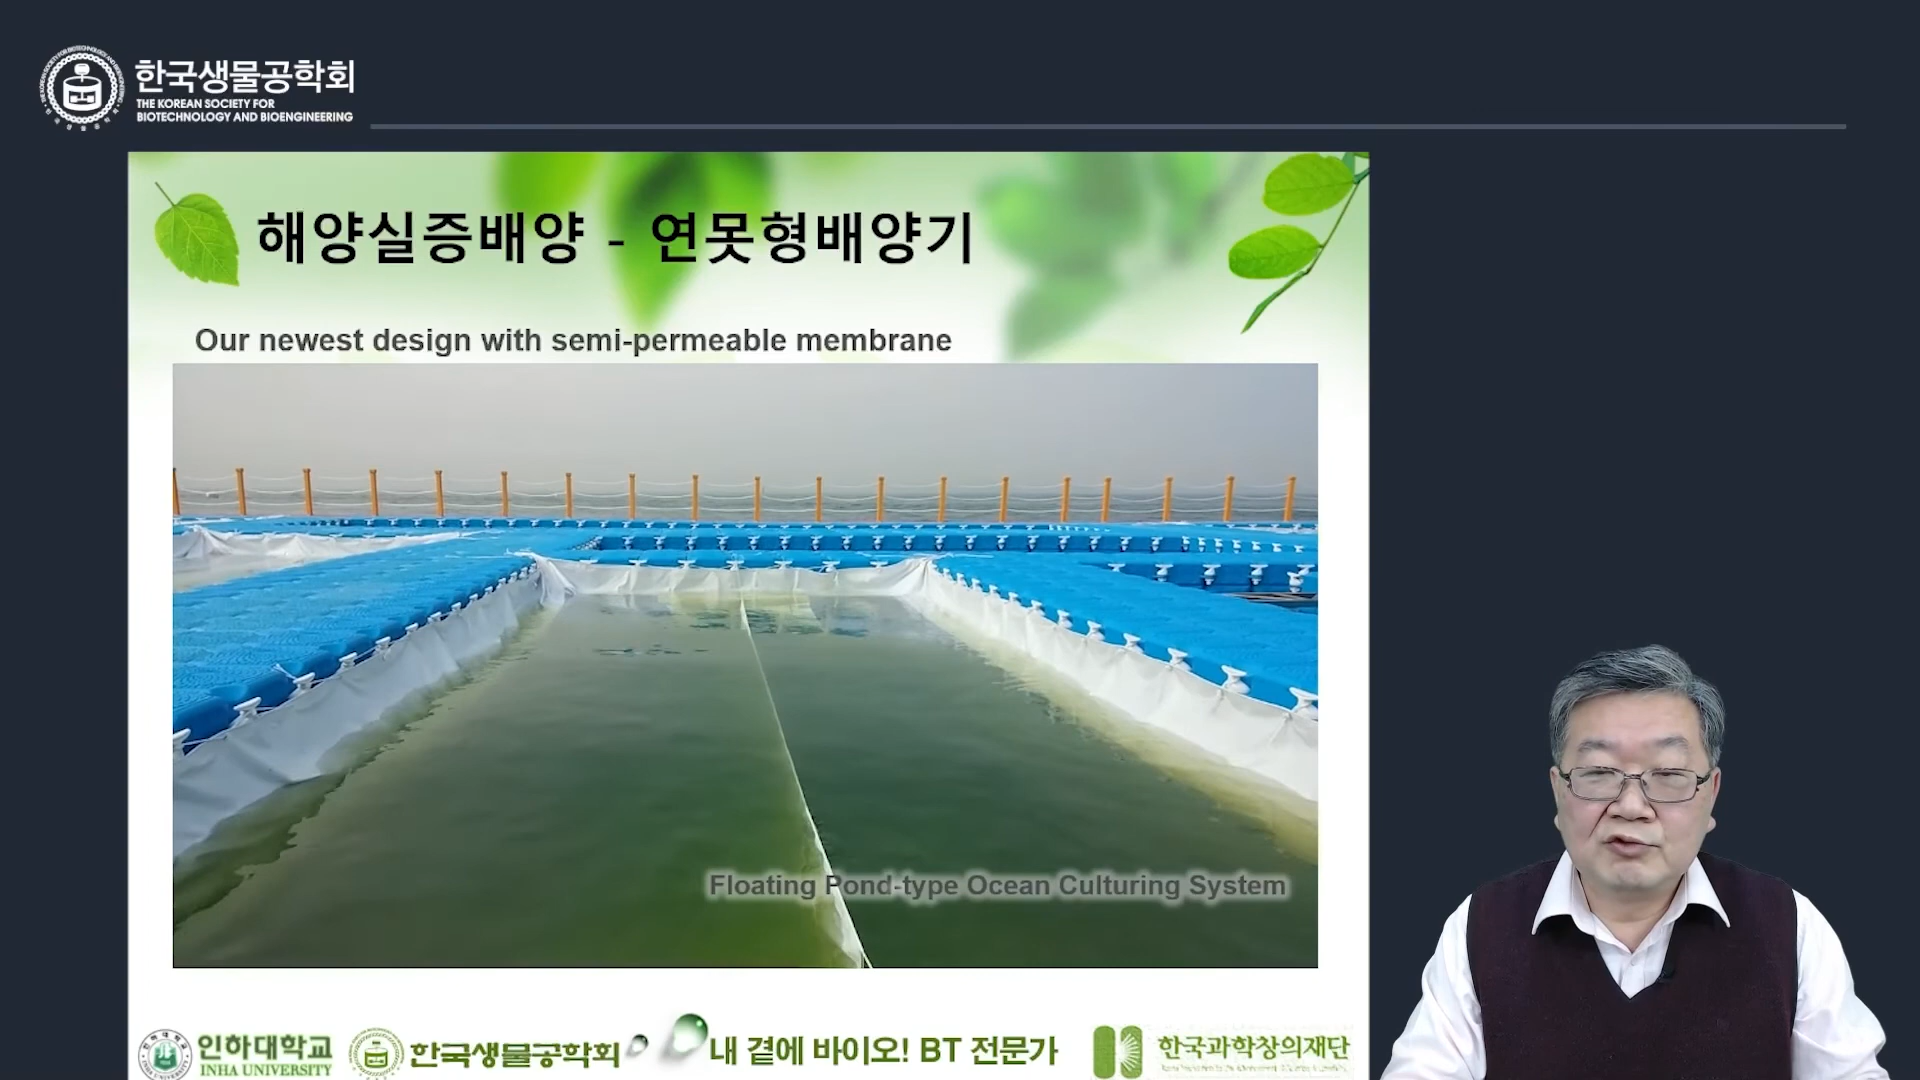 한국생물공학회
THE KOREAN SOCIETY FOR
BIOTECHNOLOGY AND BIOENGINEERING
해양실증배양 - 연못형배양기
Our newest design with semi-permeable membrane
Floating Pond-type Ocean Culturing System
인하대학교
INHA UNIVERSITY
한국생물공학회
내 곁에 바이오! BT 전문가
한국과학창의재단